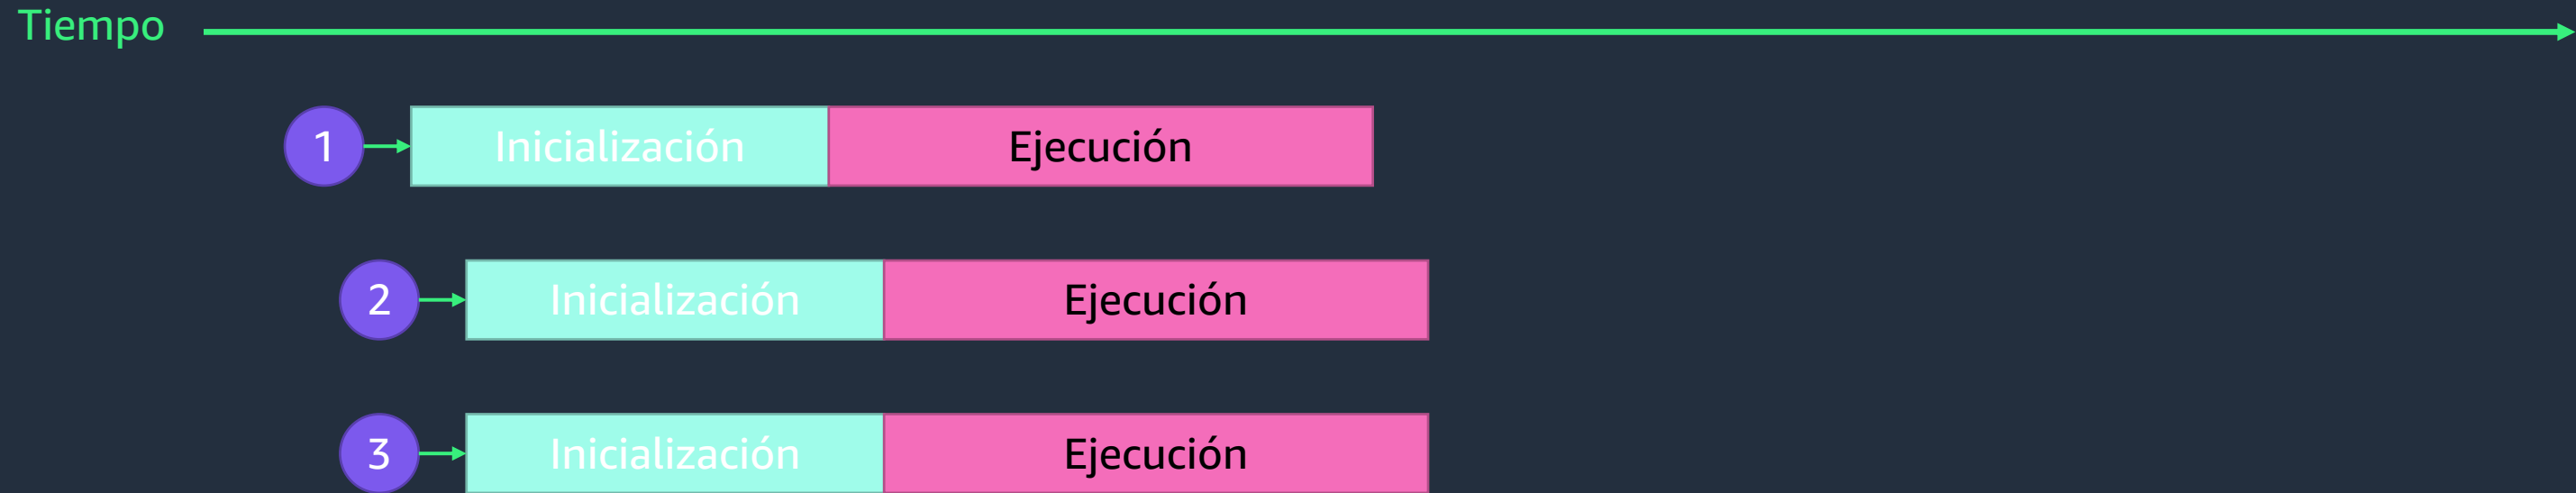 Tiempo
1 Inicialización Ejecución
2 Inicialización Ejecución
3 Inicialización Ejecución